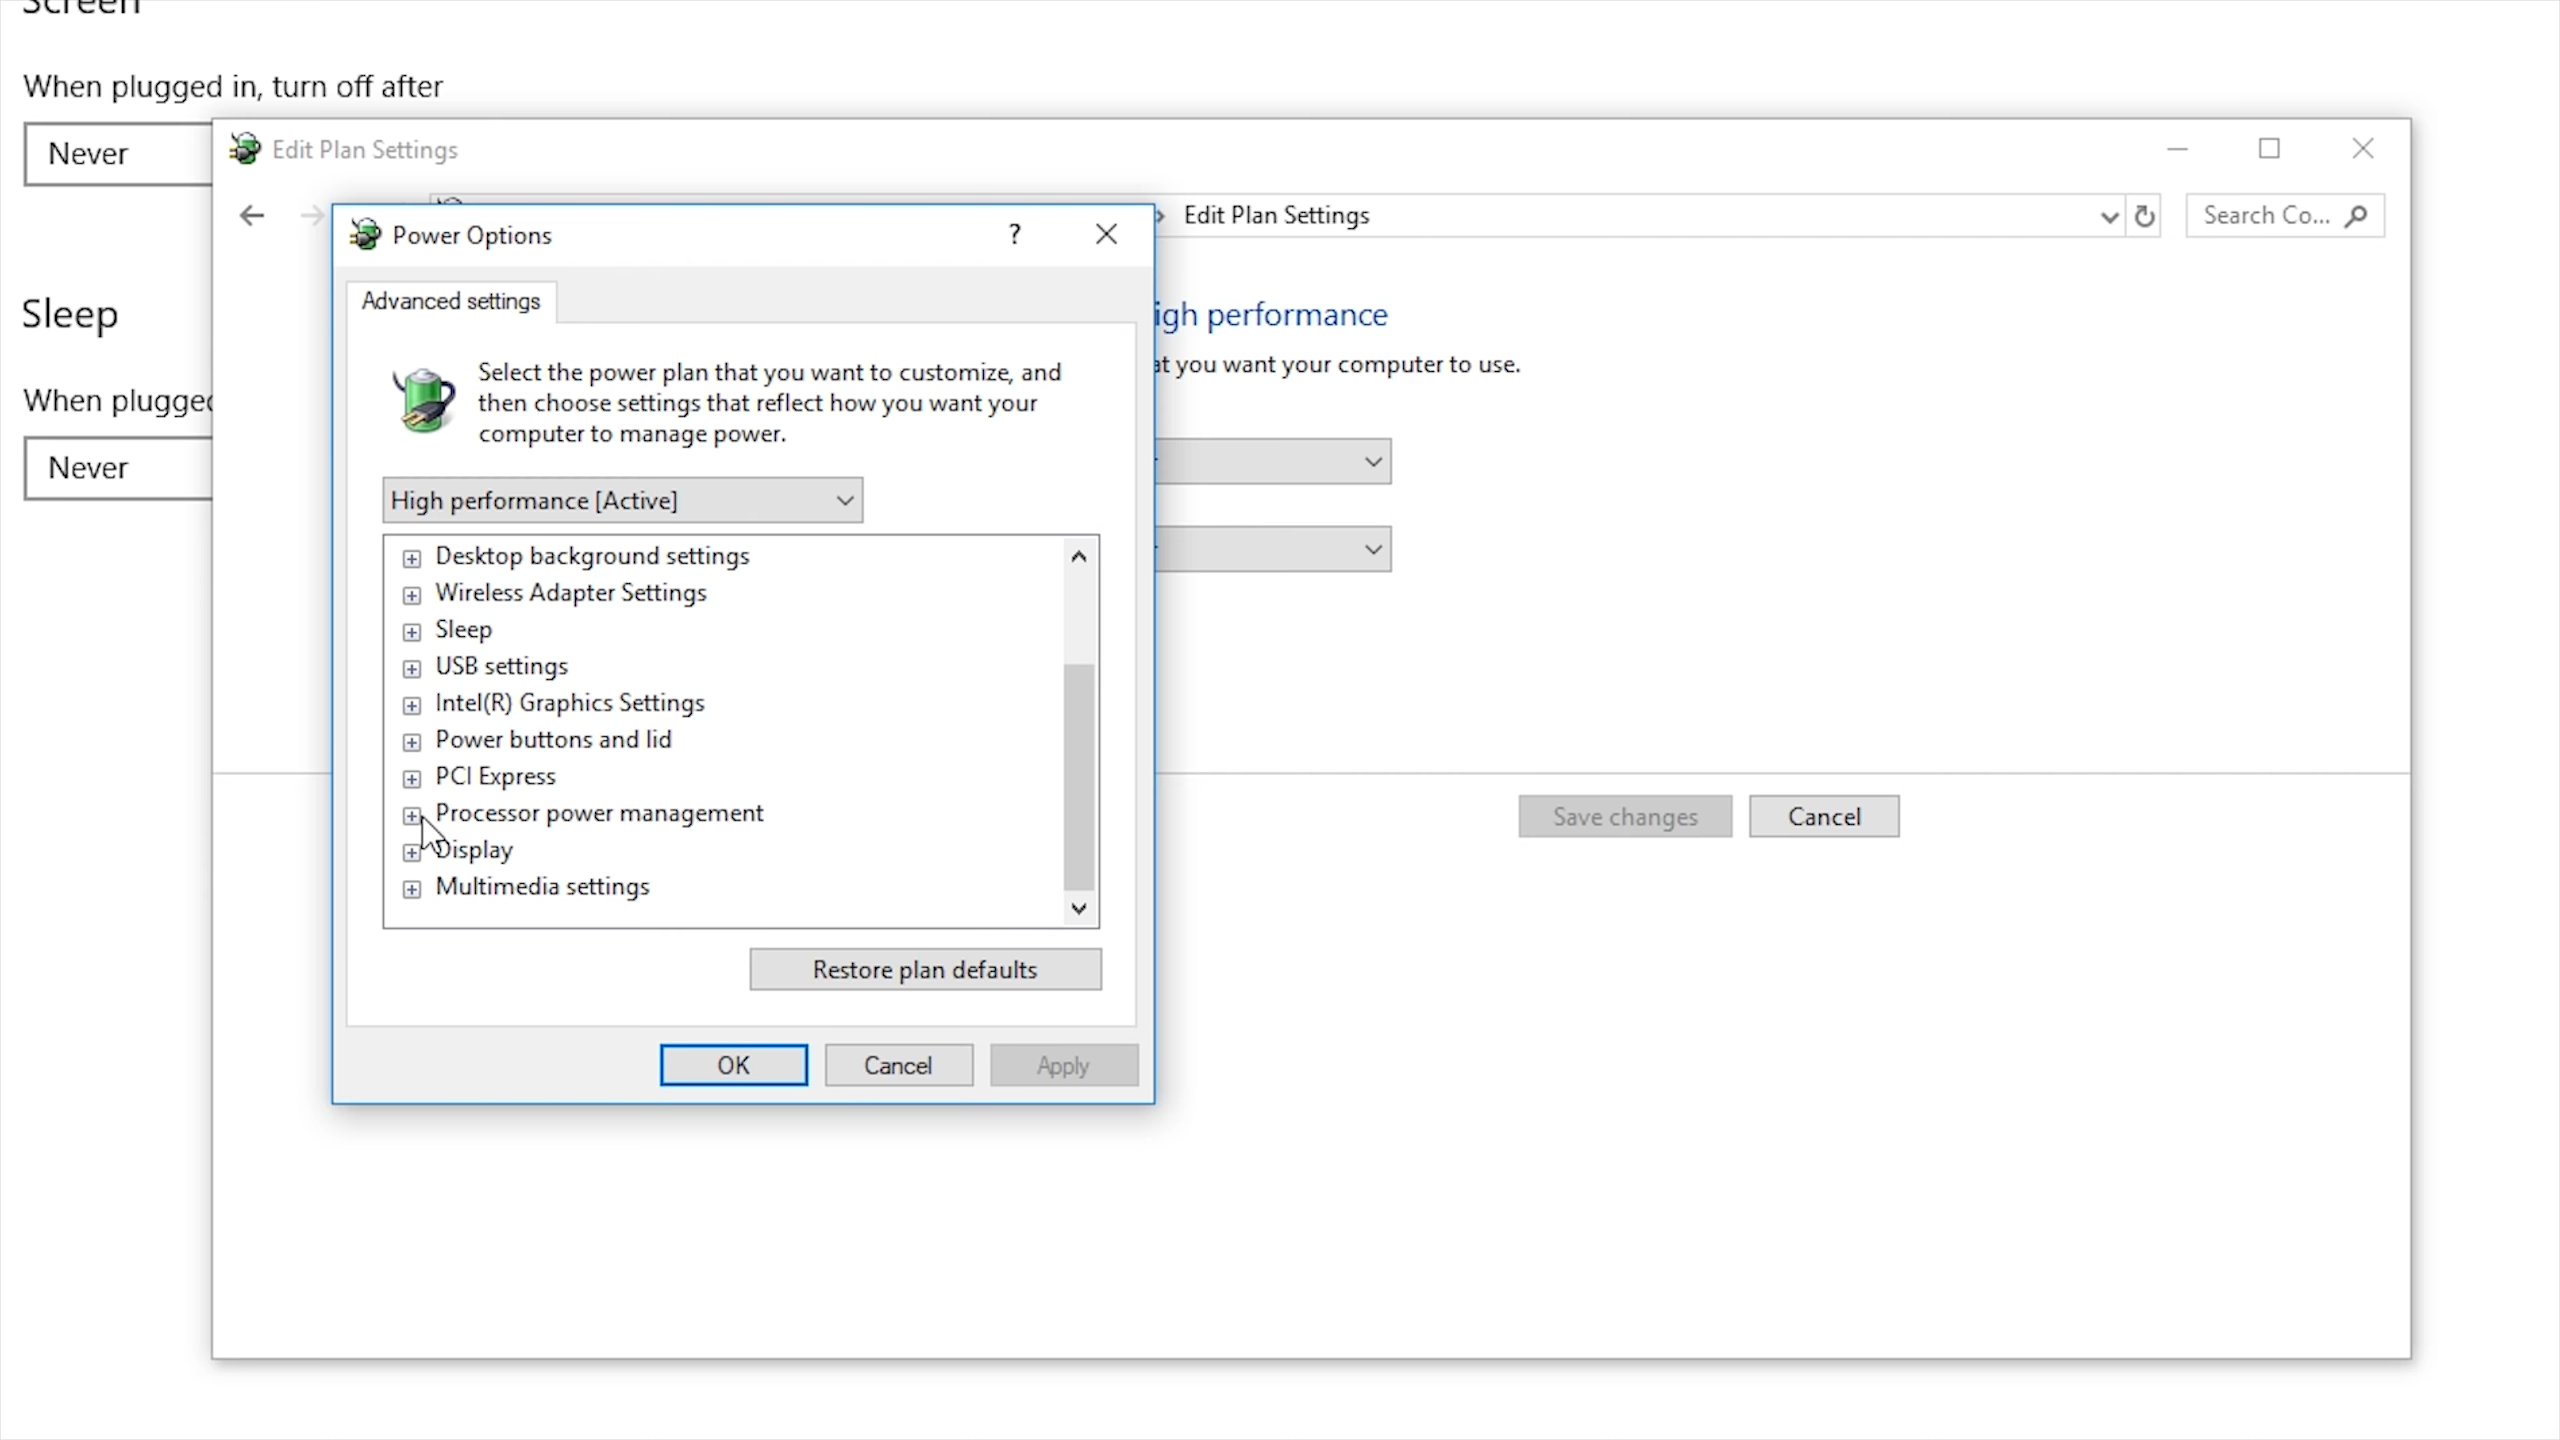 Screen
When plugged in, turn off after
Never
Sleep
When plugged
Never
Edit Plan Settings
Edit Plan Settings
Search Co...
igh performance
at you want your computer to use.
Save changes
Cancel
Power Options
?
Advanced settings
Select the power plan that you want to customize, and
then choose settings that reflect how you want your
computer to manage power.
High performance [Active]
Desktop background settings
Wireless Adapter Settings
Sleep
USB settings
Intel(R) Graphics Settings
Power buttons and lid
PCI Express
Processor power management
Display
Multimedia settings
Restore plan defaults
OK
Cancel
Apply